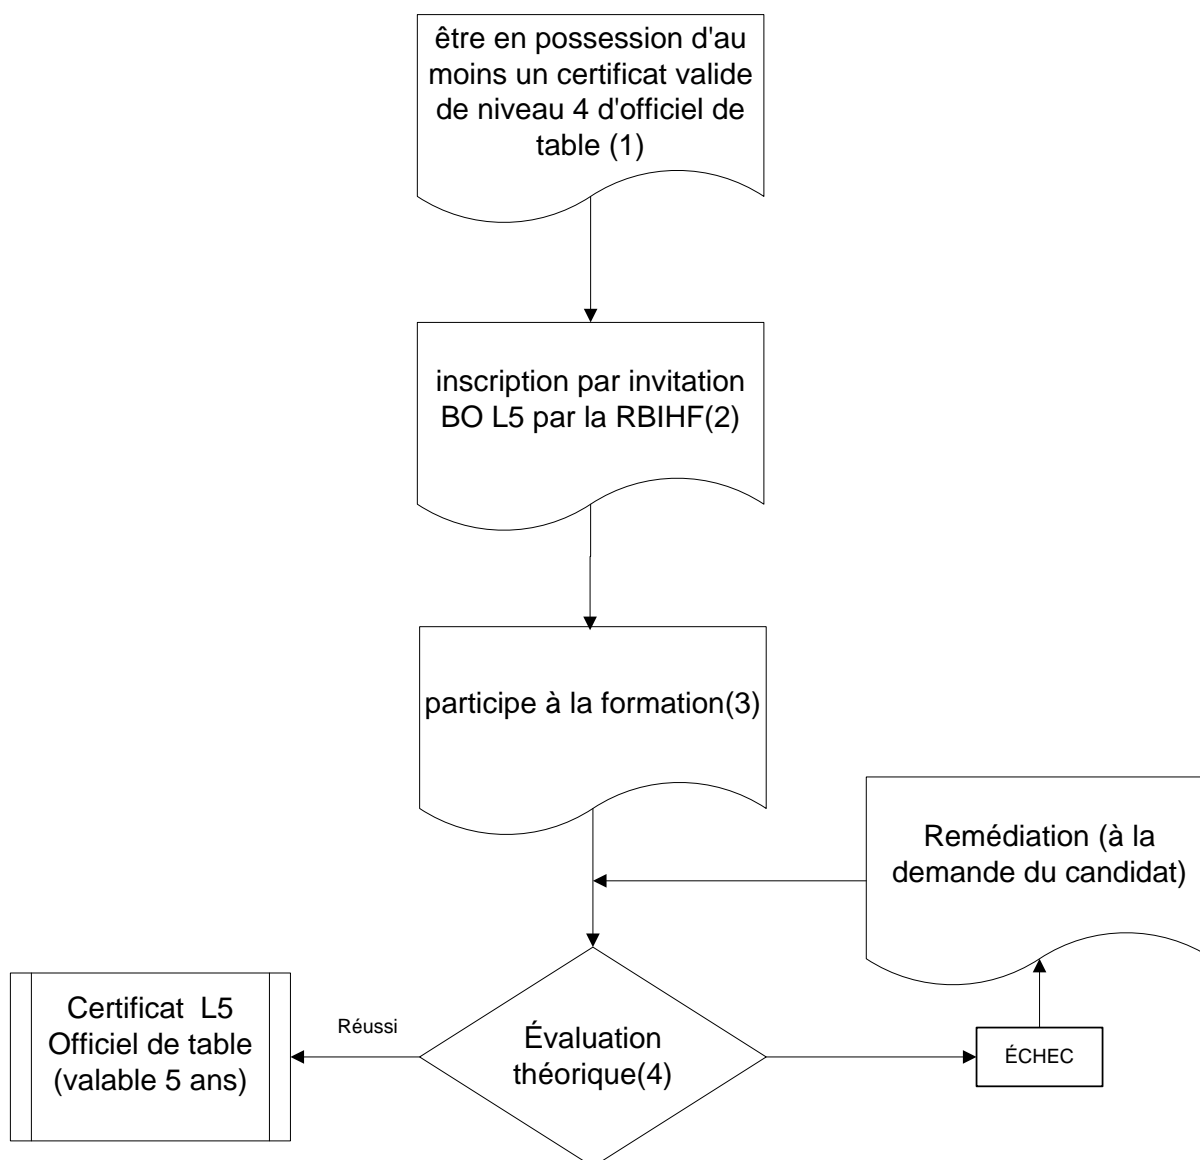 être en possession d'au
moins un certificat valide
de niveau 4 d'officiel de
table (1)
inscription par invitation
BO L5 par la RBIHF(2)
participe à la formation(3)
Remédiation (à la
demande du candidat)
Certificat L5
Officiel de table
(valable 5 ans)
Réussi
Évaluation
théorique(4)
ÉCHEC